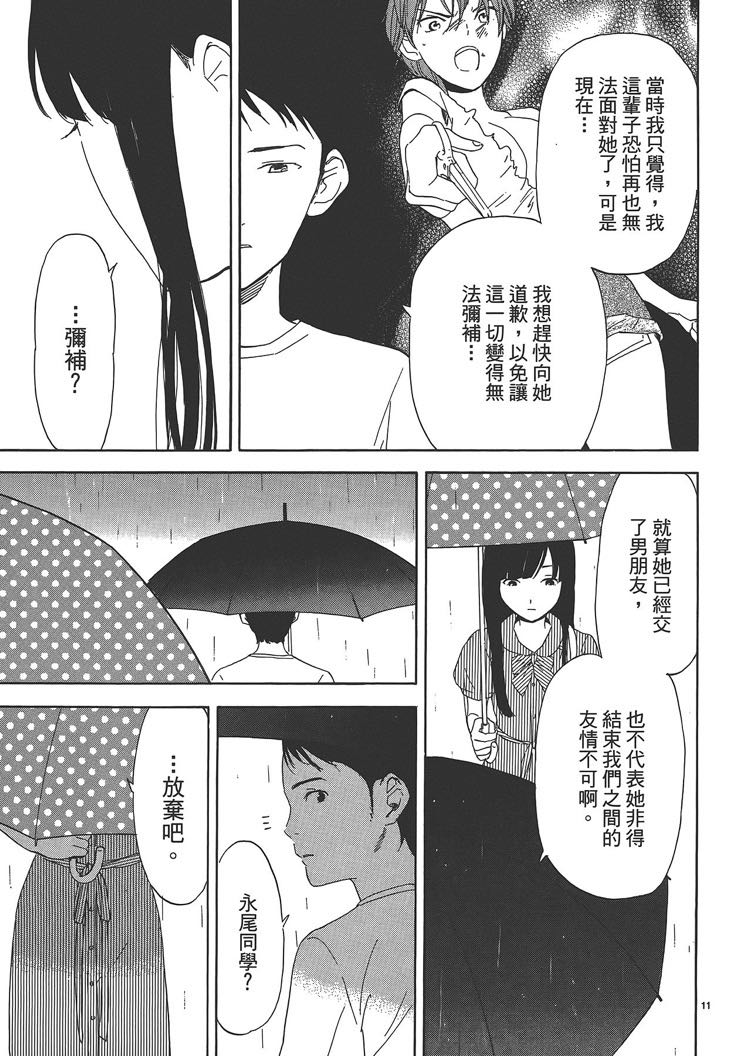 當時我只覺得，我
這輩子恐怕再也無
法面對她了，可是
現在…
我想趕快向她
道歉，以免讓
這一切變得無
法彌補…
…彌補？
就算她已經交
了男朋友，
也不代表她非得
結束我們之間的
友情不可啊。
永尾同學？
…放棄吧。
11